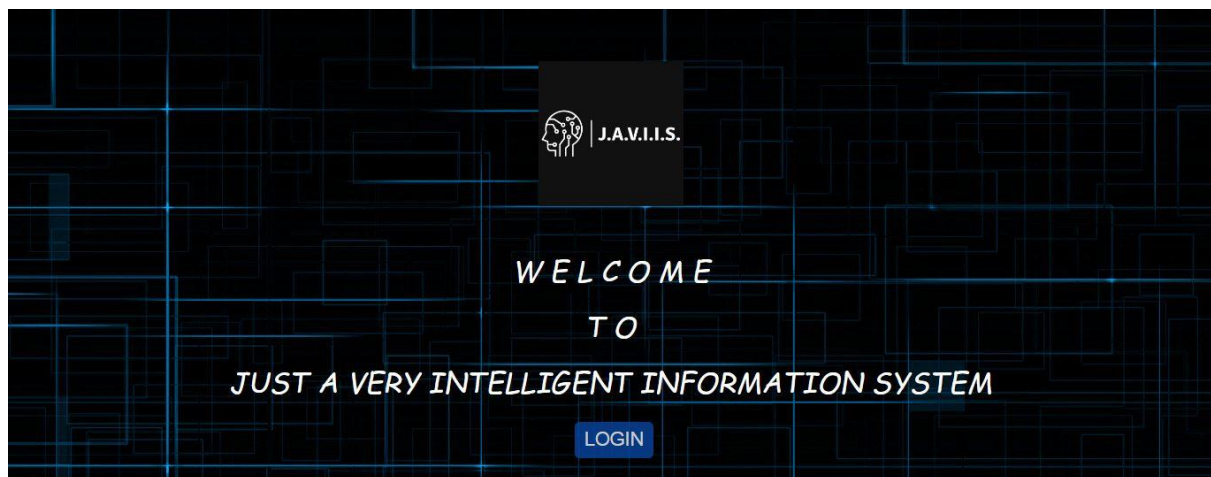 J.A.V.I.I.S.
W E L C O M E
T O
JUST A VERY INTELLIGENT INFORMATION SYSTEM
LOGIN